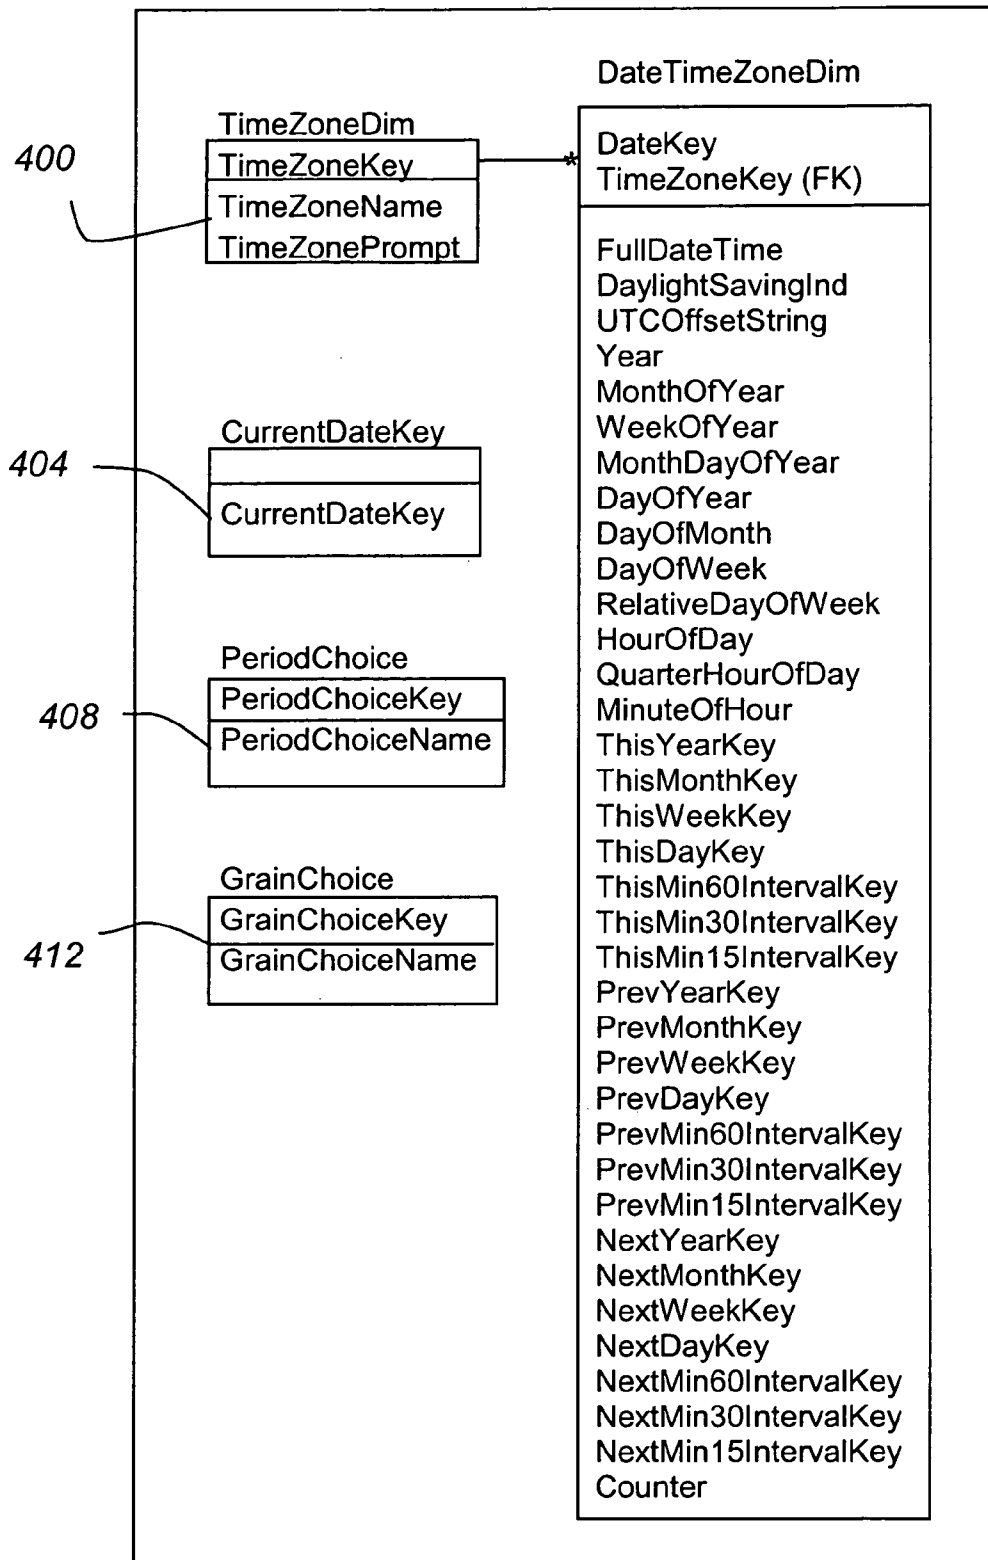 400
TimeZoneDim
TimeZoneKey
TimeZoneName
TimeZonePrompt
404
CurrentDateKey
CurrentDateKey
408
PeriodChoice
PeriodChoiceKey
PeriodChoiceName
412
GrainChoice
GrainChoiceKey
GrainChoiceName
DateTimeZoneDim
*
DateKey
TimeZoneKey (FK)
FullDateTime
DaylightSavingInd
UTCOffsetString
Year
MonthOfYear
WeekOfYear
MonthDayOfYear
DayOfYear
DayOfMonth
DayOfWeek
RelativeDayOfWeek
HourOfDay
QuarterHourOfDay
MinuteOfHour
ThisYearKey
ThisMonthKey
ThisWeekKey
ThisDayKey
ThisMin60IntervalKey
ThisMin30IntervalKey
ThisMin15IntervalKey
PrevYearKey
PrevMonthKey
PrevWeekKey
PrevDayKey
PrevMin60IntervalKey
PrevMin30IntervalKey
PrevMin15IntervalKey
NextYearKey
NextMonthKey
NextWeekKey
NextDayKey
NextMin60IntervalKey
NextMin30IntervalKey
NextMin15IntervalKey
Counter